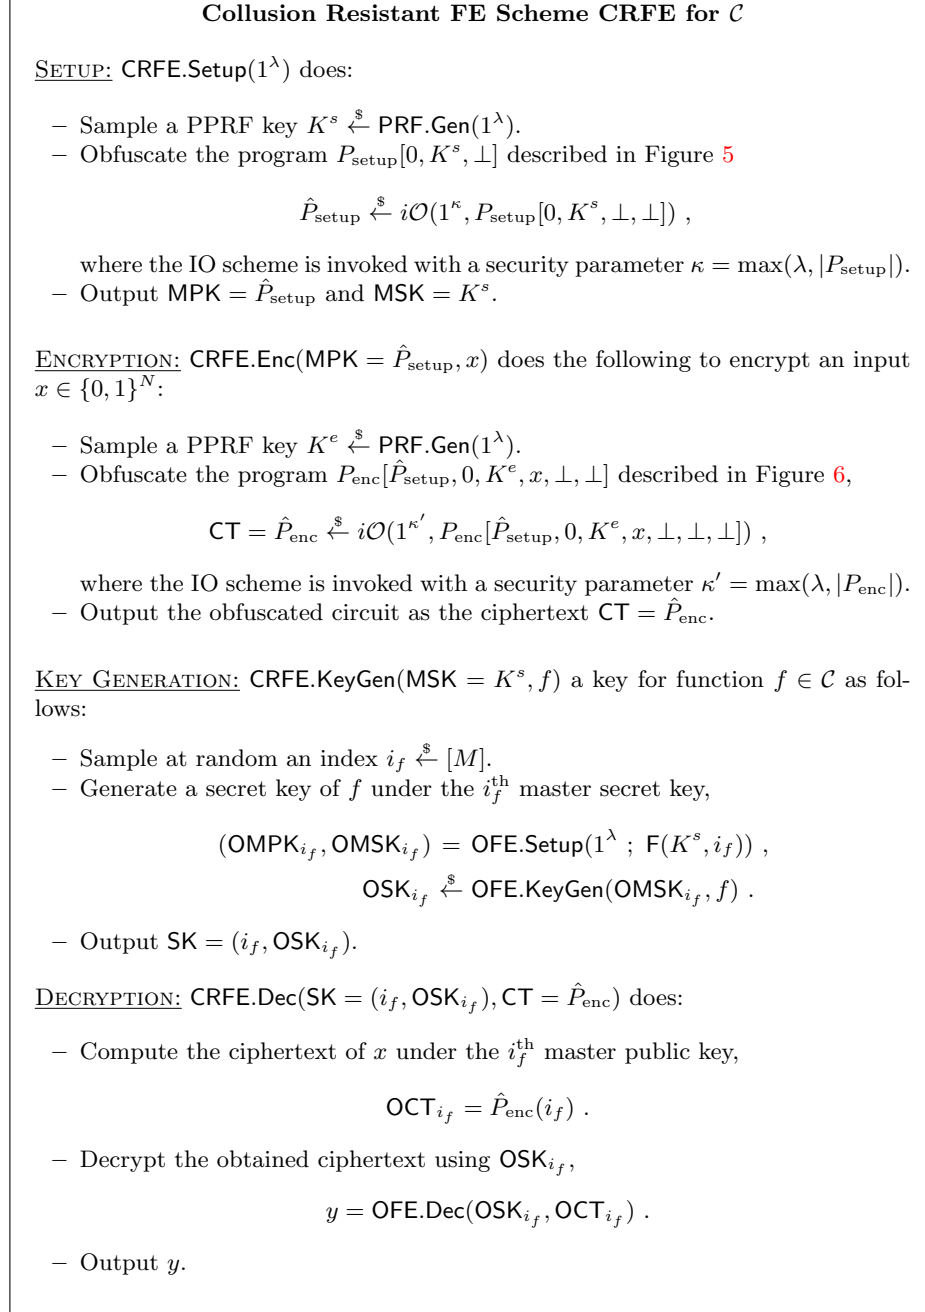 Collusion Resistant FE Scheme CRFE for 𝒞
SETUP: CRFE.Setup(1^λ) does:
– Sample a PPRF key K^s ←$ PRF.Gen(1^λ).
– Obfuscate the program P_setup[0, K^s, ⊥] described in Figure 5
P̂_setup ←$ i𝒪(1^κ, P_setup[0, K^s, ⊥, ⊥]) ,
where the IO scheme is invoked with a security parameter κ = max(λ, |P_setup|).
– Output MPK = P̂_setup and MSK = K^s.
ENCRYPTION: CRFE.Enc(MPK = P̂_setup, x) does the following to encrypt an input
x ∈ {0, 1}^N:
– Sample a PPRF key K^e ←$ PRF.Gen(1^λ).
– Obfuscate the program P_enc[P̂_setup, 0, K^e, x, ⊥, ⊥] described in Figure 6,
CT = P̂_enc ←$ i𝒪(1^κ′, P_enc[P̂_setup, 0, K^e, x, ⊥, ⊥, ⊥]) ,
where the IO scheme is invoked with a security parameter κ′ = max(λ, |P_enc|).
– Output the obfuscated circuit as the ciphertext CT = P̂_enc.
KEY GENERATION: CRFE.KeyGen(MSK = K^s, f) a key for function f ∈ 𝒞 as fol-
lows:
– Sample at random an index i_f ←$ [M].
– Generate a secret key of f under the i_f^th master secret key,
(OMPK_{i_f}, OMSK_{i_f}) = OFE.Setup(1^λ ; F(K^s, i_f)) ,
OSK_{i_f} ←$ OFE.KeyGen(OMSK_{i_f}, f) .
– Output SK = (i_f, OSK_{i_f}).
DECRYPTION: CRFE.Dec(SK = (i_f, OSK_{i_f}), CT = P̂_enc) does:
– Compute the ciphertext of x under the i_f^th master public key,
OCT_{i_f} = P̂_enc(i_f) .
– Decrypt the obtained ciphertext using OSK_{i_f},
y = OFE.Dec(OSK_{i_f}, OCT_{i_f}) .
– Output y.